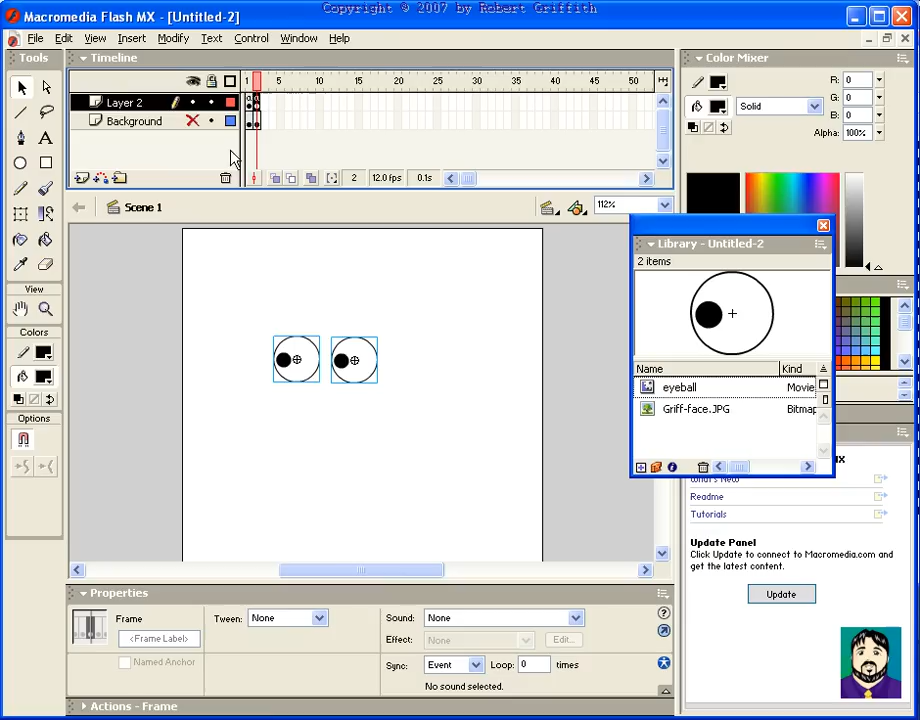 Copyright © 2007 by Robert Griffith
Macromedia Flash MX - [Untitled-2]
File Edit View Insert Modify Text Control Window Help
Tools
Timeline
Color Mixer
1 5 10 15 20 25 30 35 40 45 50
Layer 2
Background
2 12.0 fps 0.1s
R: 0
G: 0
B: 0
Solid
Alpha: 100%
Scene 1
112%
Library - Untitled-2
2 items
Name Kind
eyeball Movie
Griff-face.JPG Bitmap
View
Colors
Options
What's New
Readme
Tutorials
Update Panel
Click Update to connect to Macromedia.com and
get the latest content.
Update
Properties
Frame
<Frame Label>
Named Anchor
Tween: None
Sound: None
Effect: None Edit...
Sync: Event Loop: 0 times
No sound selected.
Actions - Frame